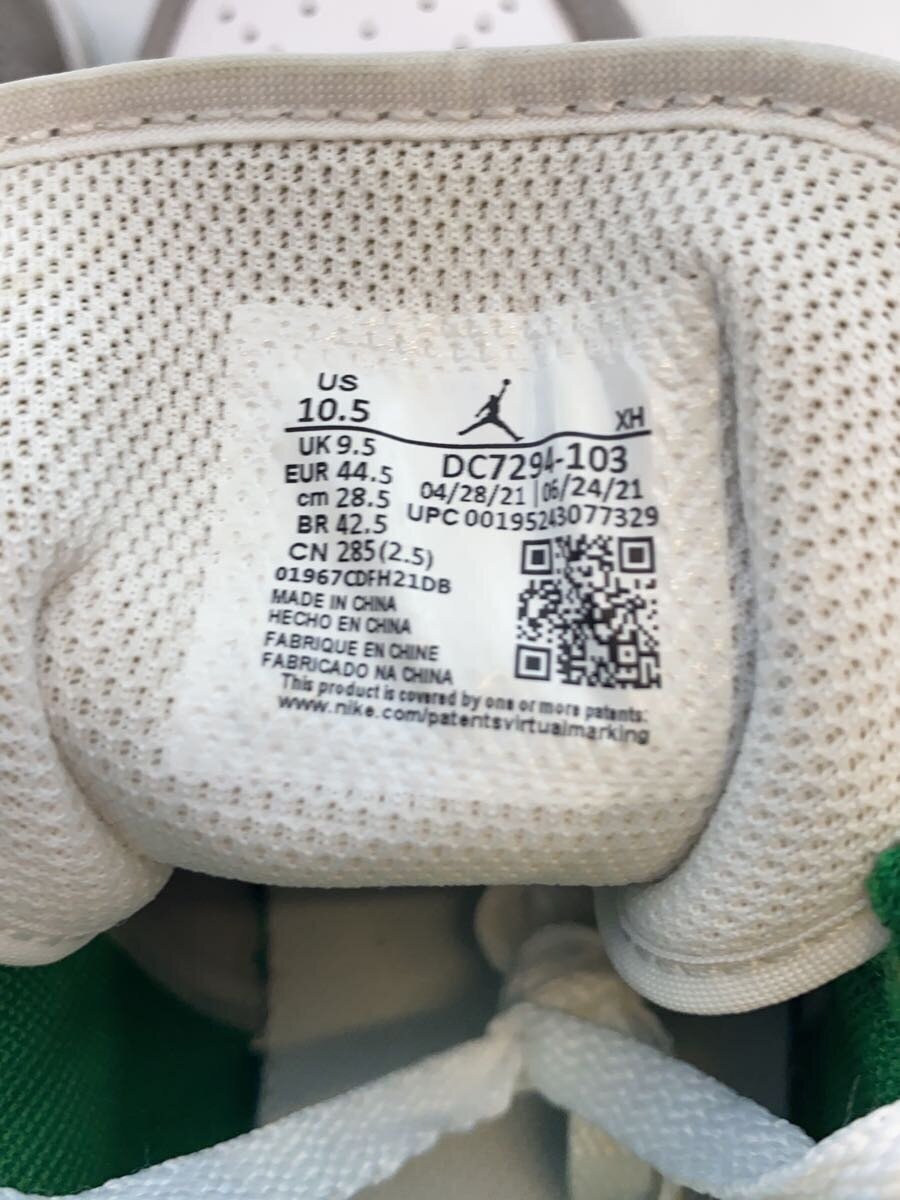 US
10.5
XH
UK 9.5
EUR 44.5
cm 28.5
BR 42.5
CN 285(2.5)
DC7294-103
04/28/21 | 06/24/21
UPC 00195243077329
01967CDFH21DB
MADE IN CHINA
HECHO EN CHINA
FABRIQUE EN CHINE
FABRICADO NA CHINA
This product is covered by one or more patents:
www.nike.com/patentsvirtualmarking